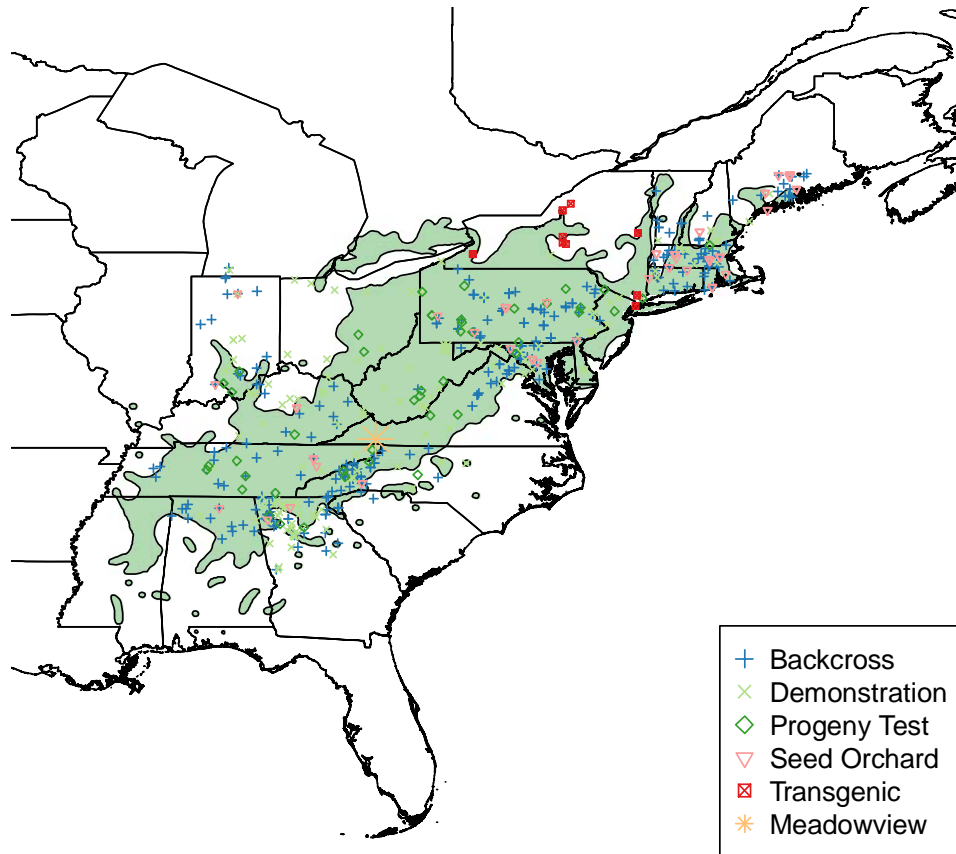 Backcross
Demonstration
Progeny Test
Seed Orchard
Transgenic
Meadowview